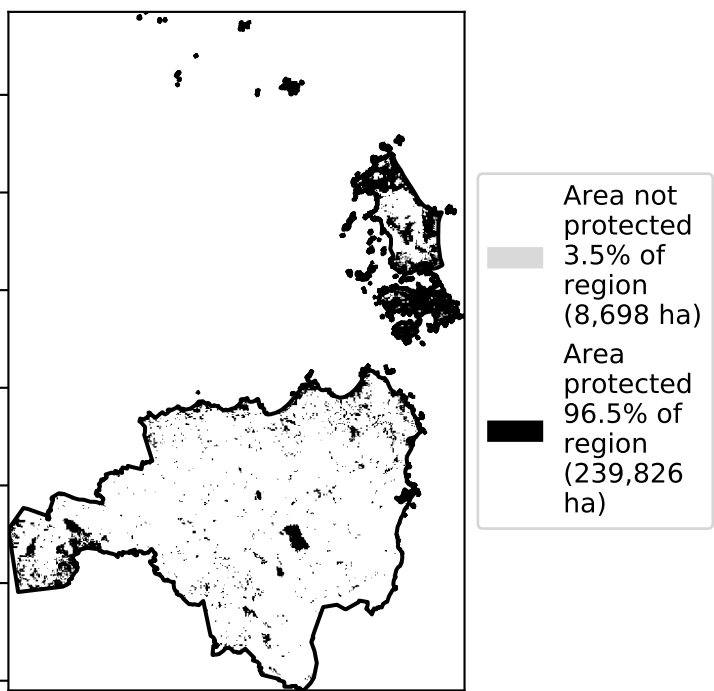 Area not
protected
3.5% of
region
(8,698 ha)
Area
protected
96.5% of
region
(239,826
ha)